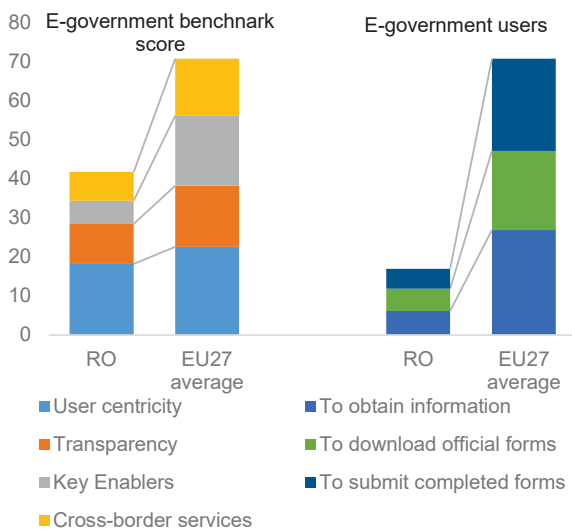 E-government benchmark
score
E-government users
80
70
60
50
40
30
20
10
0
RO
EU27
average
RO
EU27
average
User centricity
To obtain information
Transparency
To download official forms
Key Enablers
To submit completed forms
Cross-border services